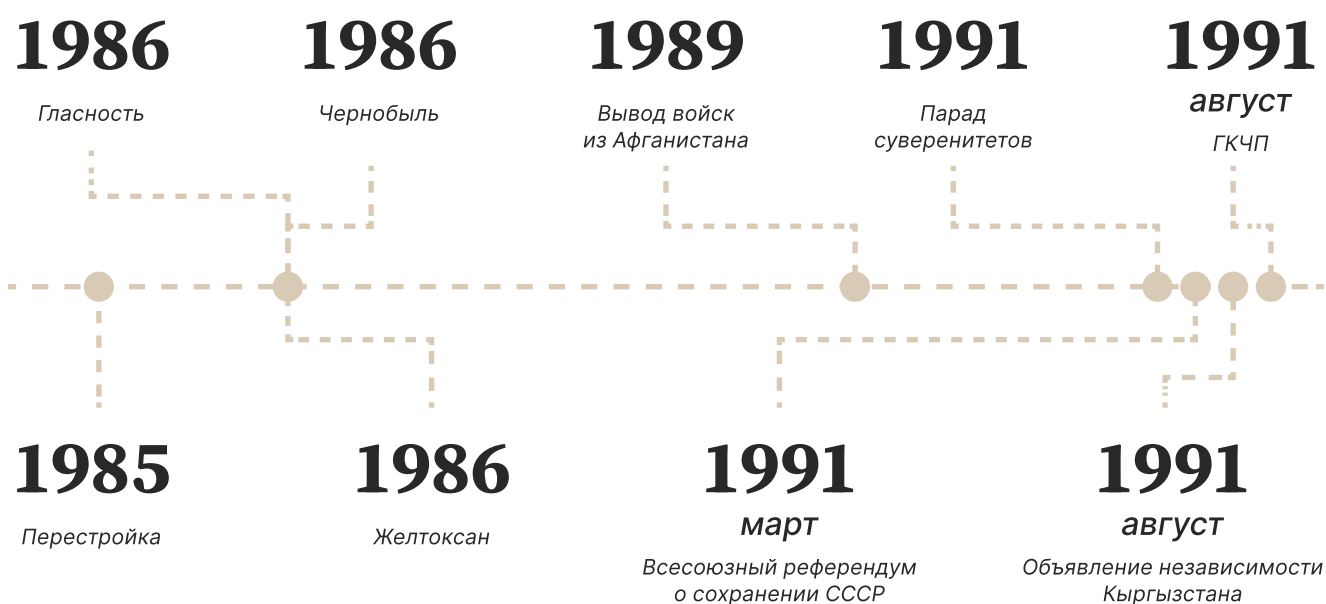 1986
Гласность
1986
Чернобыль
1989
Вывод войск
из Афганистана
1991
Парад
суверенитетов
1991
август
ГКЧП
1985
Перестройка
1986
Желтоксан
1991
март
Всесоюзный референдум
о сохранении СССР
1991
август
Объявление независимости
Кыргызстана